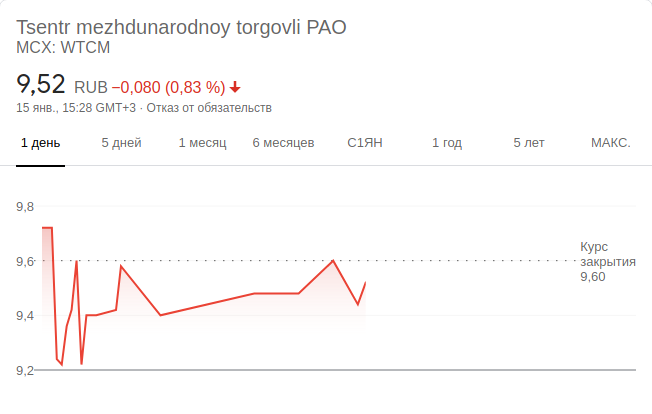 Tsentr mezhdunarodnoy torgovli PAO
MCX: WTCM
9,52 RUB −0,080 (0,83 %)
15 янв., 15:28 GMT+3 · Отказ от обязательств
1 день 5 дней 1 месяц 6 месяцев С1ЯН 1 год 5 лет МАКС.
9,8
9,6
9,4
9,2
Курс
закрытия
9,60